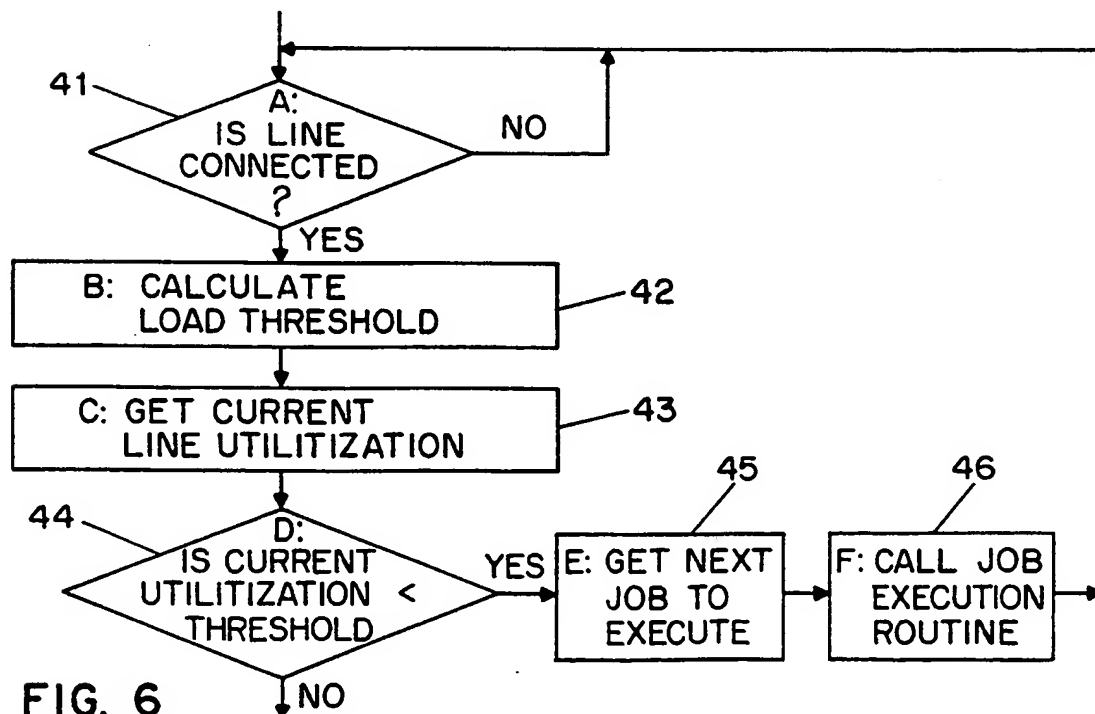 41
A:
IS LINE
CONNECTED
?
NO
YES
B: CALCULATE
LOAD THRESHOLD
42
C: GET CURRENT
LINE UTILITIZATION
43
44
D:
IS CURRENT
UTILITIZATION <
THRESHOLD
YES
45
E: GET NEXT
JOB TO
EXECUTE
46
F: CALL JOB
EXECUTION
ROUTINE
NO
FIG. 6